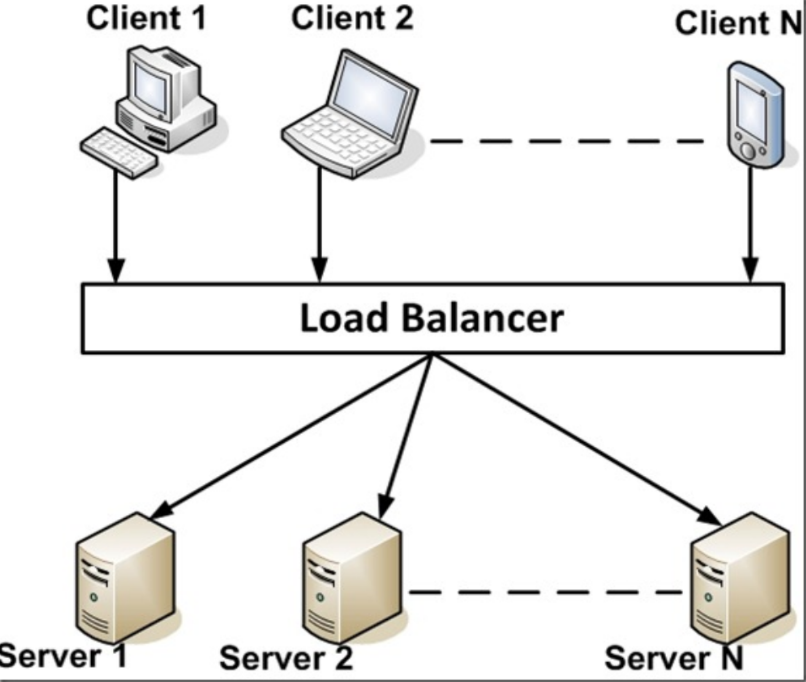 Client 1
Client 2
Client N
Load Balancer
Server 1
Server 2
Server N